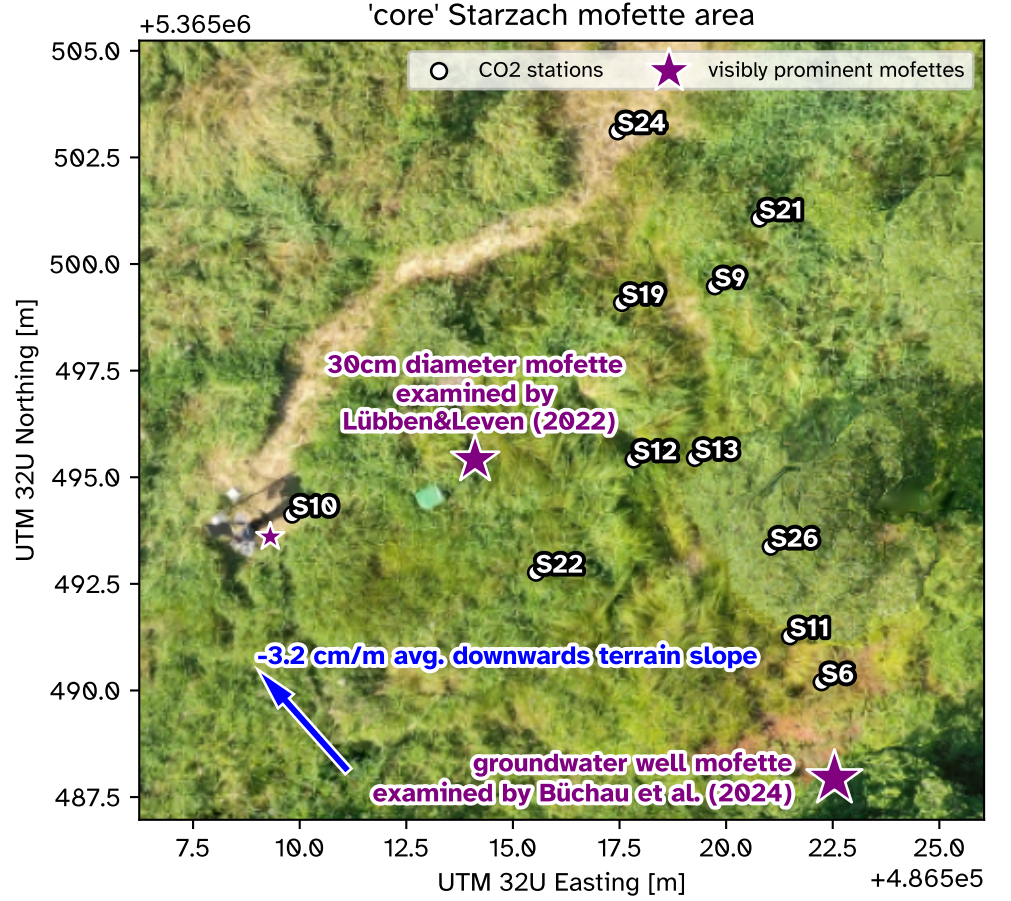 'core' Starzach mofette area
+5.365e6
CO2 stations
visibly prominent mofettes
505.0
502.5
500.0
497.5
495.0
492.5
490.0
487.5
UTM 32U Northing [m]
S24
S21
S9
S19
30cm diameter mofette
examined by
Lübben&Leven (2022)
S12
S13
S10
S26
S22
S11
-3.2 cm/m avg. downwards terrain slope
S6
groundwater well mofette
examined by Büchau et al. (2024)
7.5
10.0
12.5
15.0
17.5
20.0
22.5
25.0
UTM 32U Easting [m]
+4.865e5